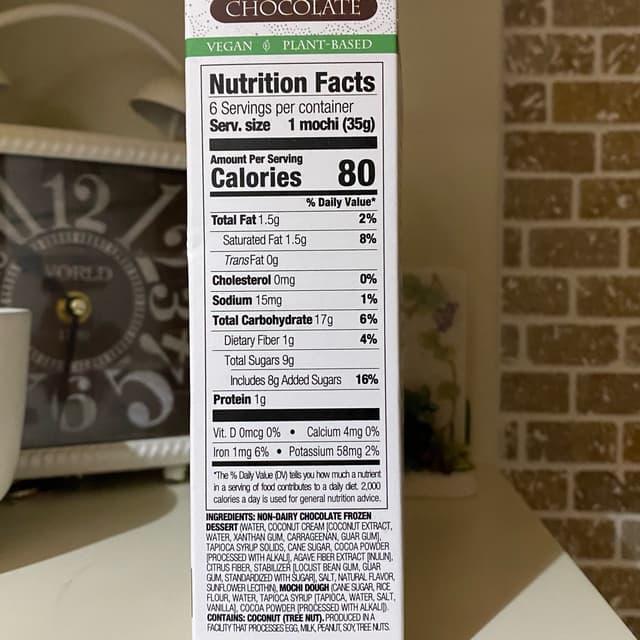 CHOCOLATE
VEGAN PLANT-BASED
Nutrition Facts
6 Servings per container
Serv. size 1 mochi (35g)
Amount Per Serving
Calories 80
% Daily Value*
Total Fat 1.5g 2%
Saturated Fat 1.5g 8%
Trans Fat 0g
Cholesterol 0mg 0%
Sodium 15mg 1%
Total Carbohydrate 17g 6%
Dietary Fiber 1g 4%
Total Sugars 9g
Includes 8g Added Sugars 16%
Protein 1g
Vit. D 0mcg 0% • Calcium 4mg 0%
Iron 1mg 6% • Potassium 58mg 2%
*The % Daily Value (DV) tells you how much a nutrient
in a serving of food contributes to a daily diet. 2,000
calories a day is used for general nutrition advice.
INGREDIENTS: NON-DAIRY CHOCOLATE FROZEN
DESSERT (WATER, COCONUT CREAM [COCONUT EXTRACT,
WATER, XANTHAN GUM, CARRAGEENAN, GUAR GUM],
TAPIOCA SYRUP SOLIDS, CANE SUGAR, COCOA POWDER
[PROCESSED WITH ALKALI], AGAVE FIBER EXTRACT [INULIN],
CITRUS FIBER, STABILIZER [LOCUST BEAN GUM, GUAR
GUM, STANDARDIZED WITH SUGAR], SALT, NATURAL FLAVOR,
SUNFLOWER LECITHIN), MOCHI DOUGH (CANE SUGAR, RICE
FLOUR, WATER, TAPIOCA SYRUP [TAPIOCA, WATER, SALT,
VANILLA], COCOA POWDER [PROCESSED WITH ALKALI]).
CONTAINS: COCONUT (TREE NUT). PRODUCED IN A
FACILITY THAT PROCESSES EGG, MILK, PEANUT, SOY, TREE NUTS.
12
WORLD
3
5
6